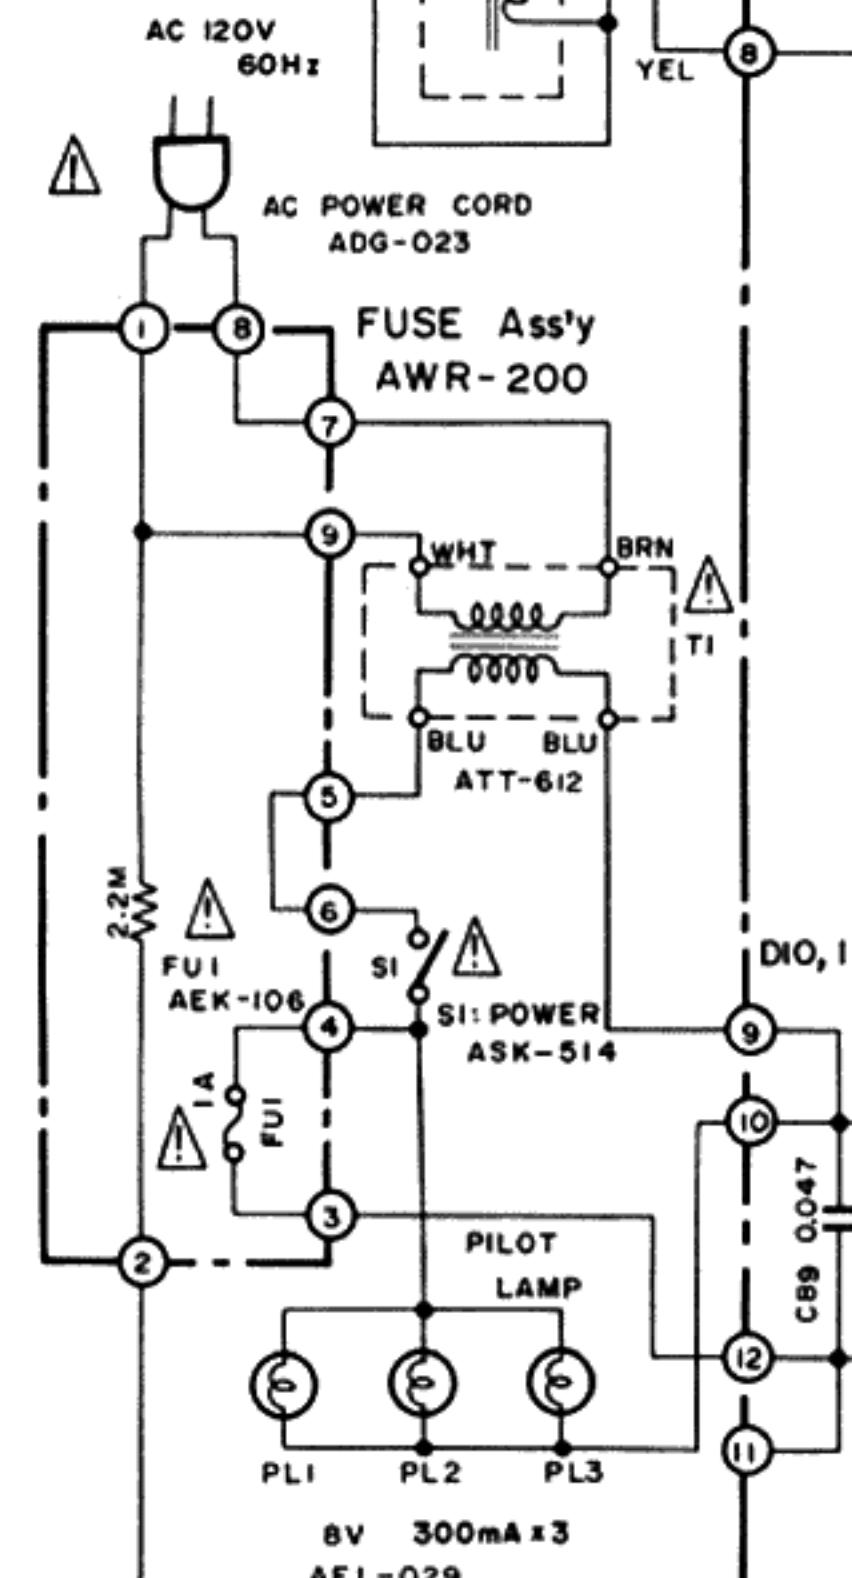 AC 120V
60Hz
YEL
8
AC POWER CORD
ADG-023
1
8
FUSE Ass'y
AWR-200
7
9
WHT
BRN
T1
BLU
BLU
ATT-612
5
2.2M
6
FU1
AEK-106
S1
S1: POWER
ASK-514
DIO, 1
4
9
1A
FU1
10
3
0.047
C89
PILOT
LAMP
2
12
11
PL1
PL2
PL3
8V 300mA x 3
AEL-029